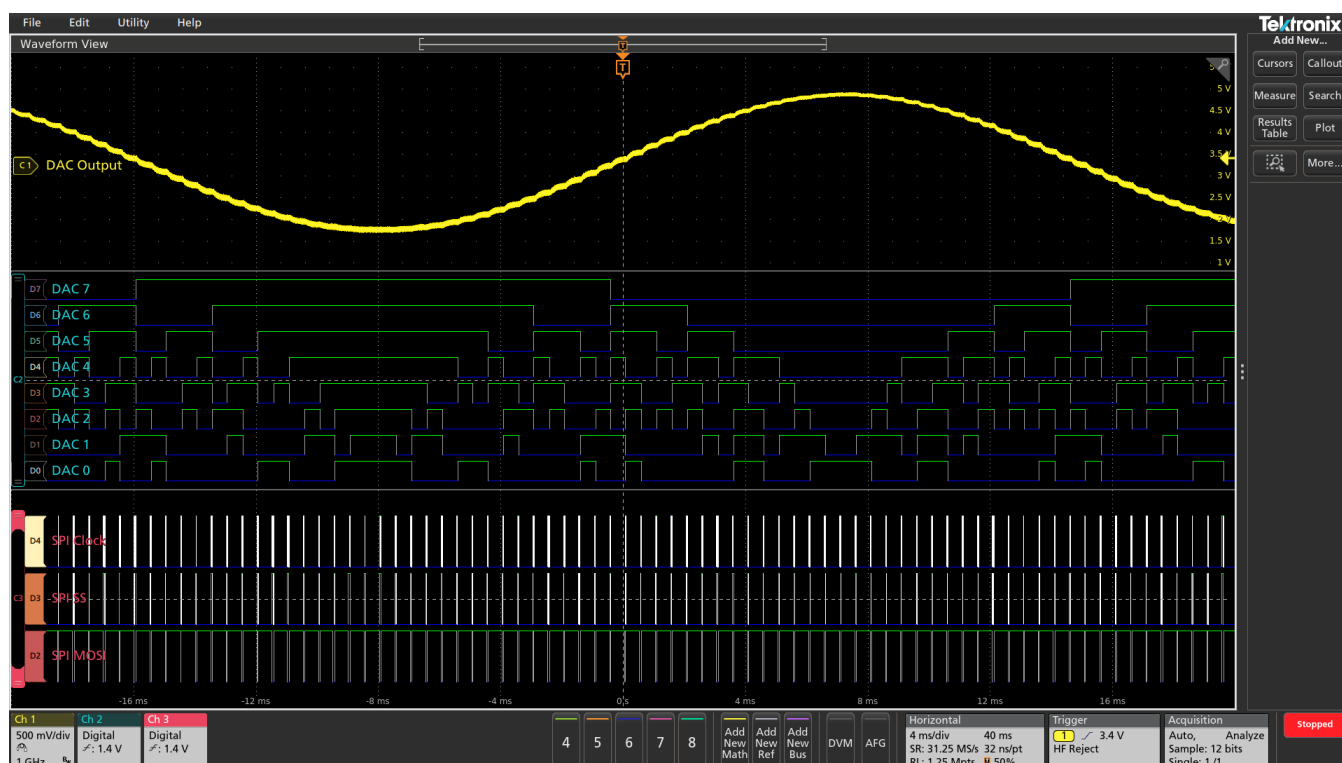 File Edit Utility Help
Tektronix
Waveform View
Add New...
Cursors Callout
Measure Search
Results Table Plot
More...
T
T
5 V
4.5 V
4 V
3.5 V
3 V
2.5 V
2 V
1.5 V
1 V
C1 DAC Output
D7 DAC 7
D6 DAC 6
D5 DAC 5
D4 DAC 4
C2
D3 DAC 3
D2 DAC 2
D1 DAC 1
D0 DAC 0
D4 SPI Clock
C3 D3 SPI SS
D2 SPI MOSI
-16 ms -12 ms -8 ms -4 ms 0 s 4 ms 8 ms 12 ms 16 ms
Ch 1
500 mV/div
1 GHz
Ch 2
Digital
: 1.4 V
Ch 3
Digital
: 1.4 V
4 5 6 7 8
Add New Math
Add New Ref
Add New Bus
DVM
AFG
Horizontal
4 ms/div 40 ms
SR: 31.25 MS/s 32 ns/pt
RL: 1.25 Mpts 50%
Trigger
1 3.4 V
HF Reject
Acquisition
Auto, Analyze
Sample: 12 bits
Single: 1/1
Stopped